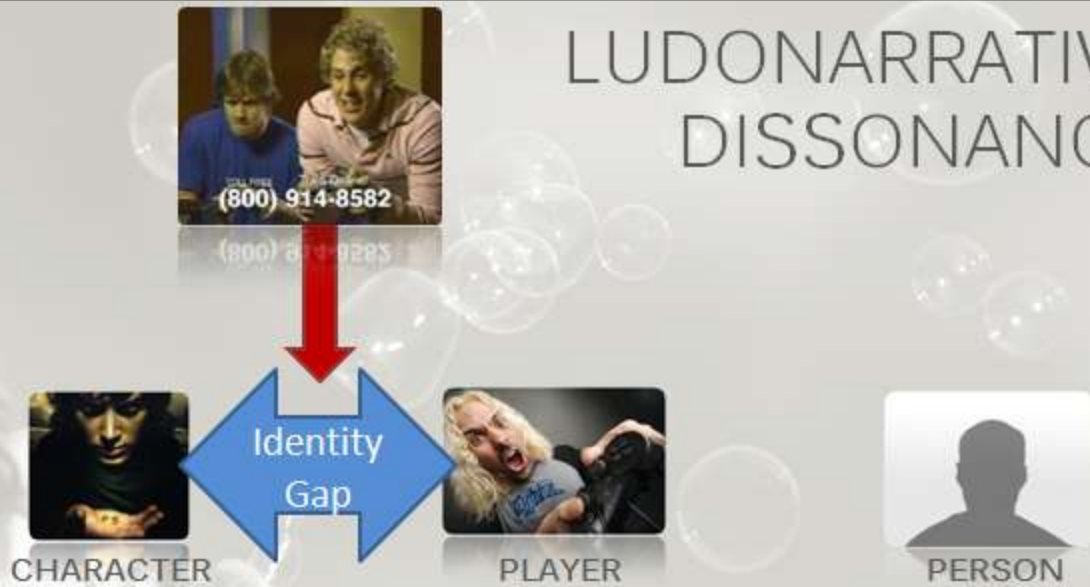 LUDONARRATIV
DISSONANC
TOLL FREE
(800) 914-8582
Identity
Gap
CHARACTER
PLAYER
PERSON